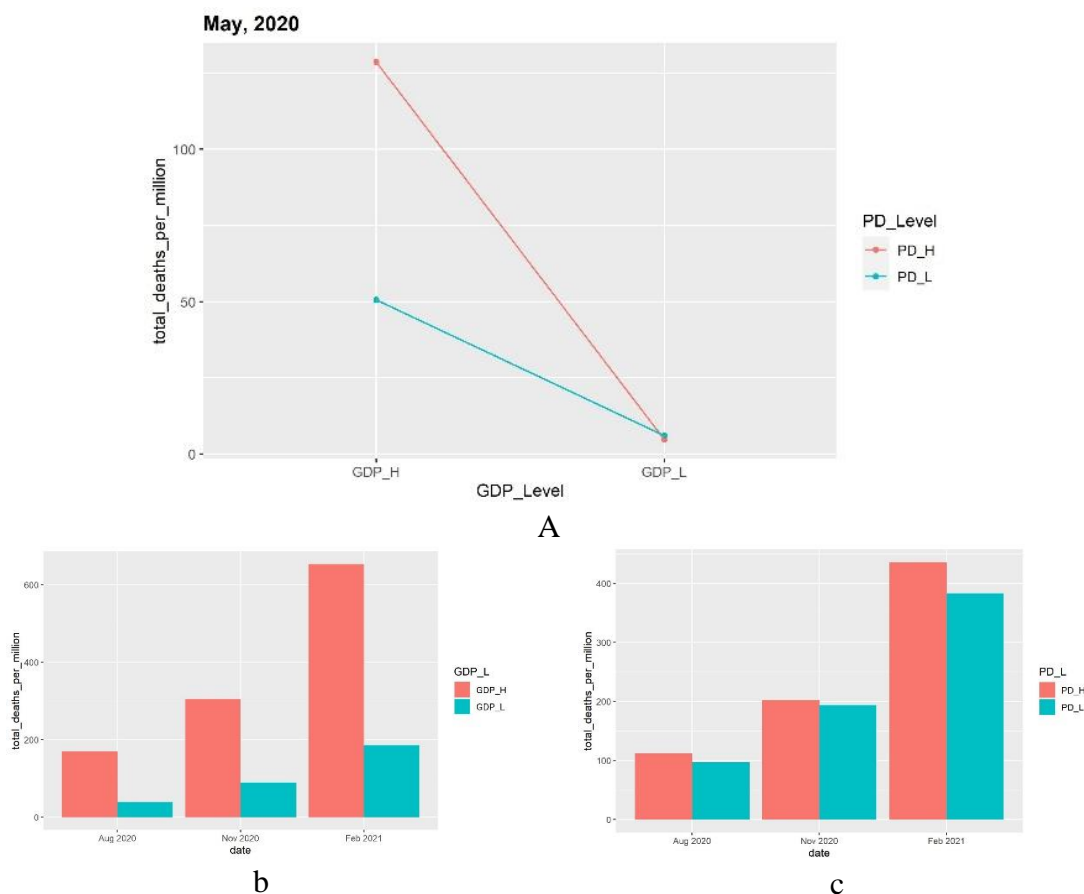 May, 2020
total_deaths_per_million
100
50
0
GDP_H
GDP_L
GDP_Level
PD_Level
PD_H
PD_L
A
total_deaths_per_million
600
400
200
0
Aug 2020
Nov 2020
Feb 2021
date
GDP_L
GDP_H
GDP_L
b
total_deaths_per_million
400
300
200
100
0
Aug 2020
Nov 2020
Feb 2021
date
PD_L
PD_H
PD_L
c